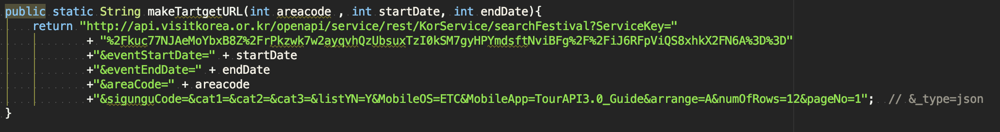 public static String makeTartgetURL(int areacode , int startDate, int endDate){
return "http://api.visitkorea.or.kr/openapi/service/rest/KorService/searchFestival?ServiceKey="
+ "%2Fkuc77NJAeMoYbxB8Z%2FrPkzwk7w2ayqvhQzUbsuxTzI0kSM7gyHPYmdsftNviBFg%2F%2FiJ6RFpViQS8xhkX2FN6A%3D%3D"
+"&eventStartDate=" + startDate
+"&eventEndDate=" + endDate
+"&areaCode=" + areacode
+"&sigunguCode=&cat1=&cat2=&cat3=&listYN=Y&MobileOS=ETC&MobileApp=TourAPI3.0_Guide&arrange=A&numOfRows=12&pageNo=1"; // &_type=json
}